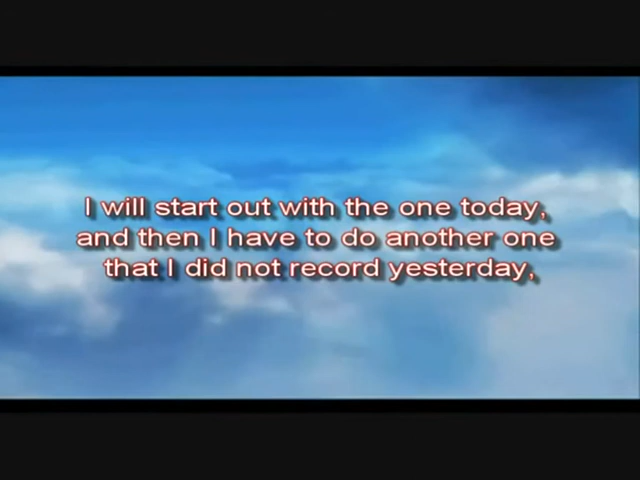 I will start out with the one today,
and then I have to do another one
that I did not record yesterday,